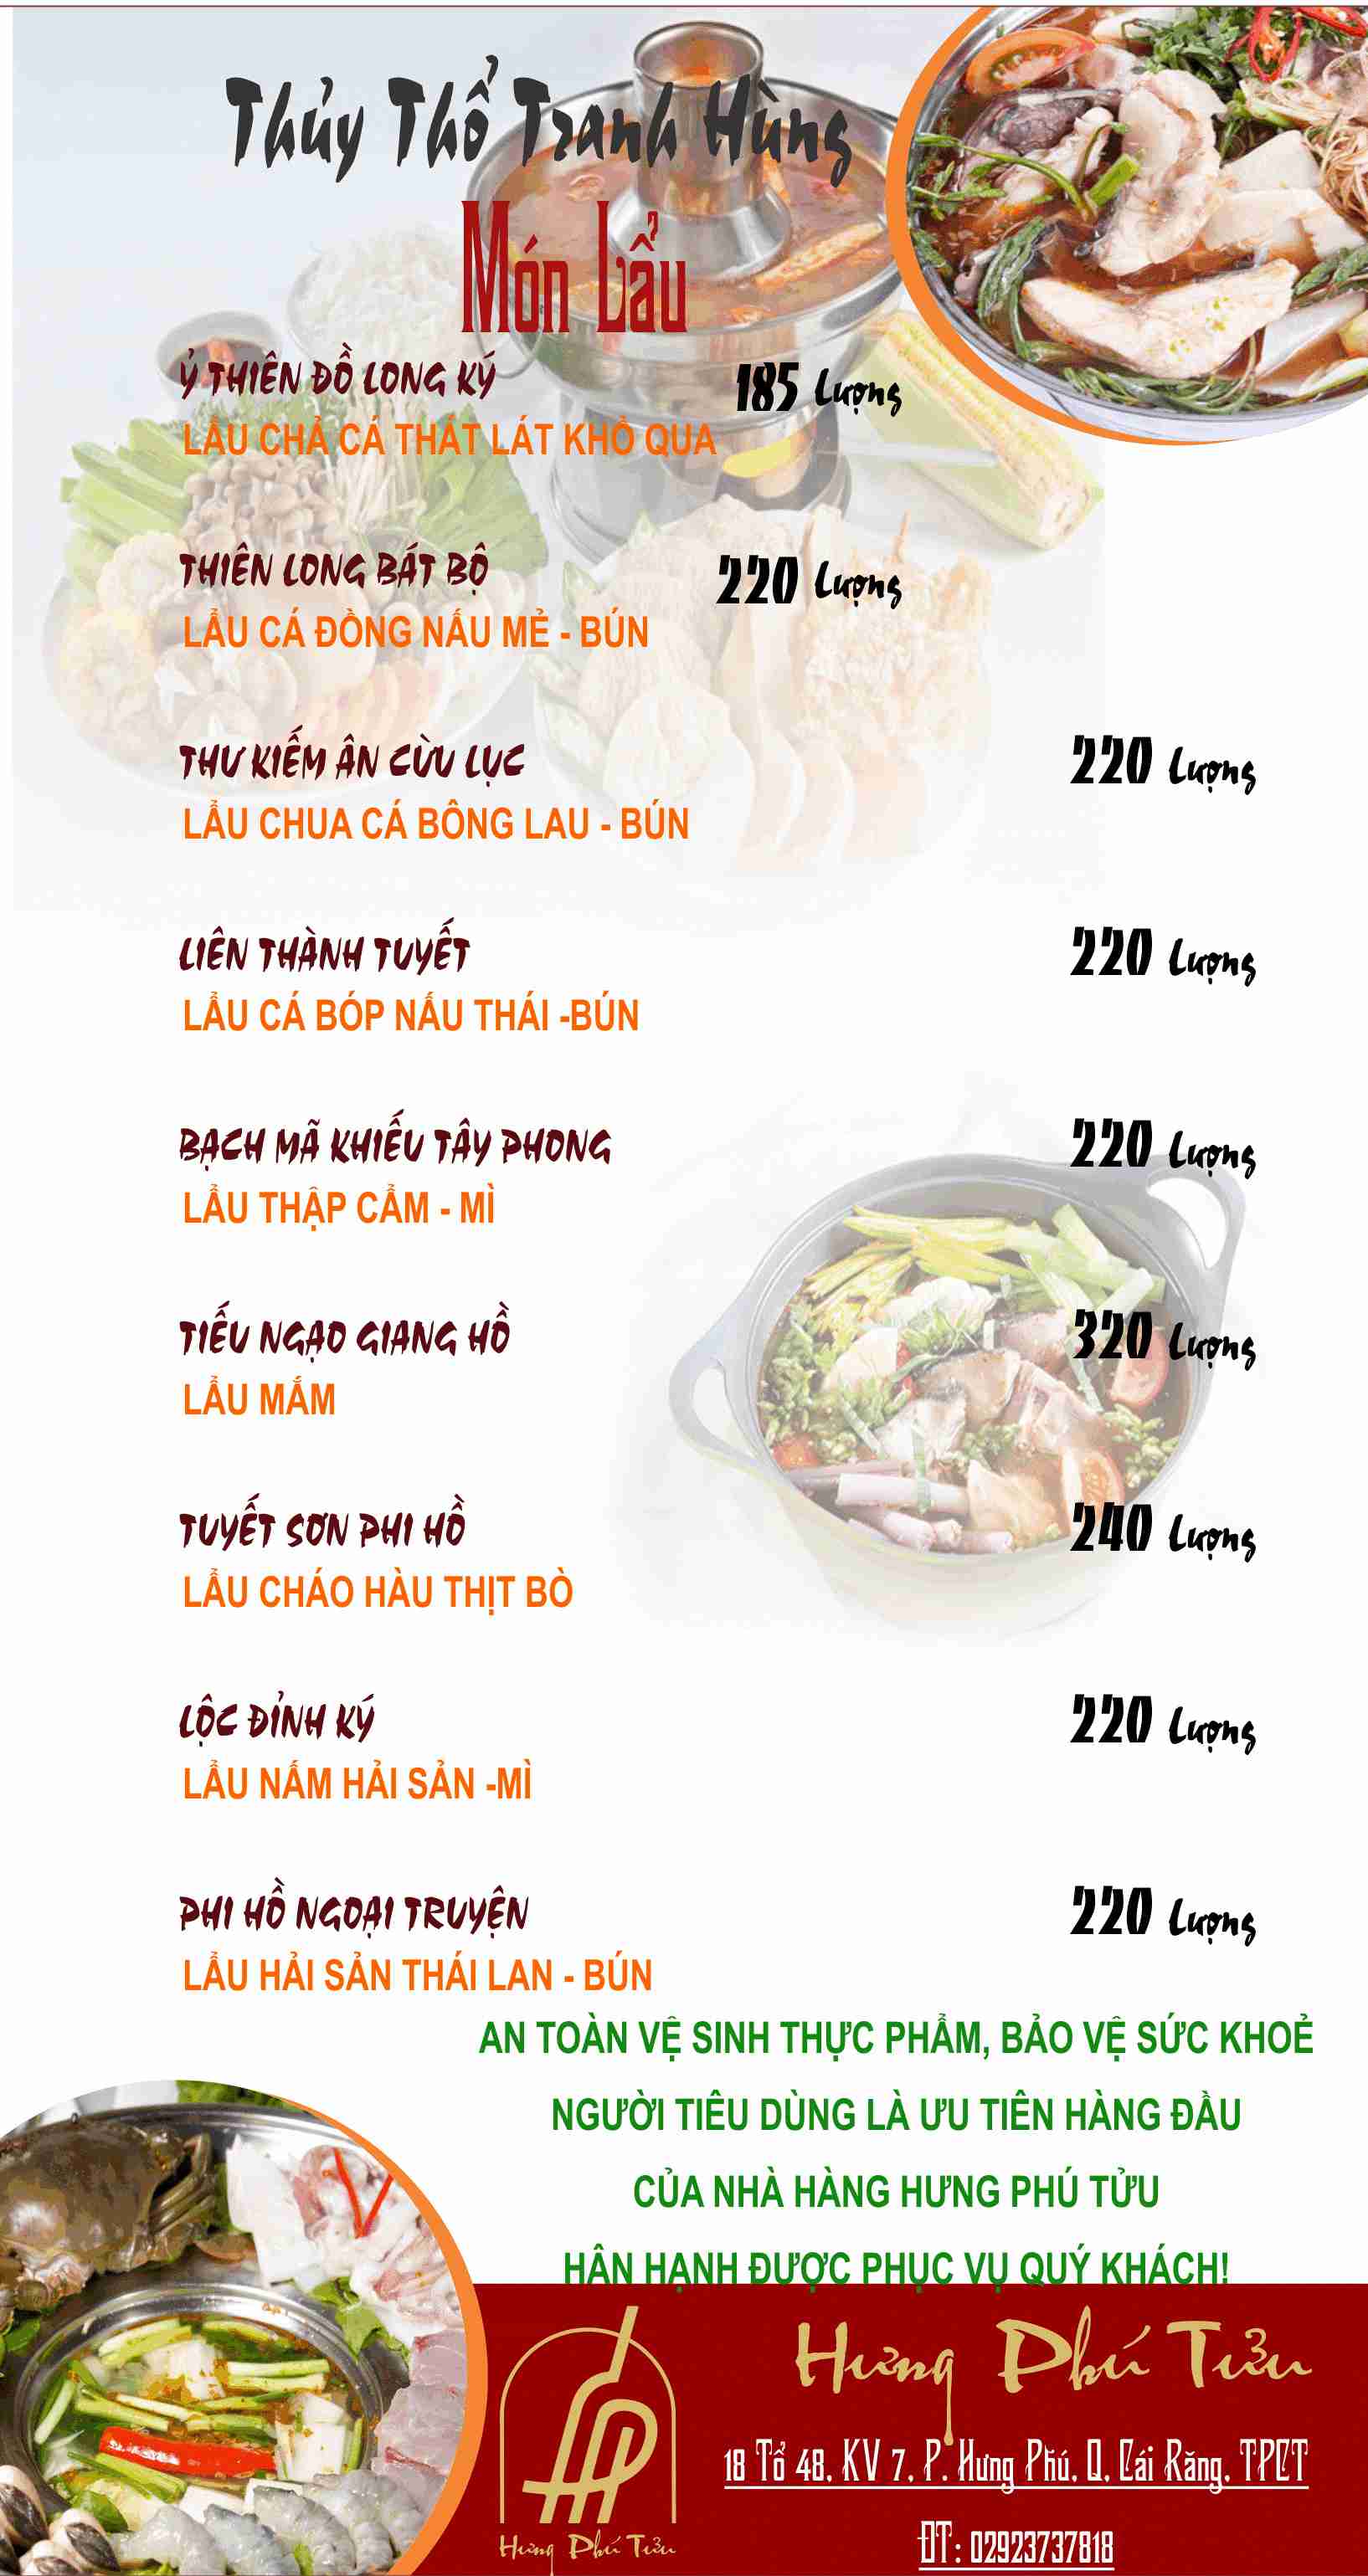 Thủy Thổ Tranh Hùng
Món Lẩu
Ỷ THIÊN ĐỒ LONG KÝ 185 Lượng
LẨU CHẢ CÁ THÁT LÁT KHỔ QUA
THIÊN LONG BÁT BỘ 220 Lượng
LẨU CÁ ĐỒNG NẤU MẺ - BÚN
THƯ KIẾM ÂN CỪU LỤC 220 Lượng
LẨU CHUA CÁ BÔNG LAU - BÚN
LIÊN THÀNH TUYẾT 220 Lượng
LẨU CÁ BÓP NẤU THÁI -BÚN
BẠCH MÃ KHIẾU TÂY PHONG 220 Lượng
LẨU THẬP CẨM - MÌ
TIẾU NGẠO GIANG HỒ 320 Lượng
LẨU MẮM
TUYẾT SƠN PHI HỒ 240 Lượng
LẨU CHÁO HÀU THỊT BÒ
LỘC ĐỈNH KÝ 220 Lượng
LẨU NẤM HẢI SẢN -MÌ
PHI HỒ NGOẠI TRUYỆN 220 Lượng
LẨU HẢI SẢN THÁI LAN - BÚN
AN TOÀN VỆ SINH THỰC PHẨM, BẢO VỆ SỨC KHOẺ
NGƯỜI TIÊU DÙNG LÀ ƯU TIÊN HÀNG ĐẦU
CỦA NHÀ HÀNG HƯNG PHÚ TỬU
HÂN HẠNH ĐƯỢC PHỤC VỤ QUÝ KHÁCH!
Hưng Phú Tửu
18 Tổ 48, KV 7, P. Hưng Phú, Q. Cái Răng, TPCT
ĐT: 02923737818
Hưng Phú Tửu